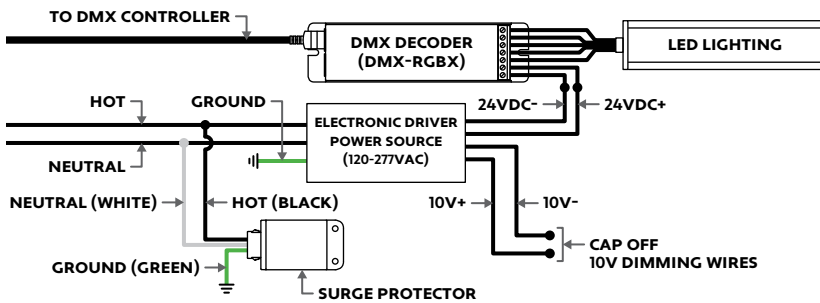 TO DMX CONTROLLER
DMX DECODER
(DMX-RGBX)
LED LIGHTING
HOT
GROUND
24VDC-
24VDC+
ELECTRONIC DRIVER
POWER SOURCE
(120-277VAC)
NEUTRAL
NEUTRAL (WHITE)
HOT (BLACK)
10V+
10V-
CAP OFF
10V DIMMING WIRES
GROUND (GREEN)
SURGE PROTECTOR